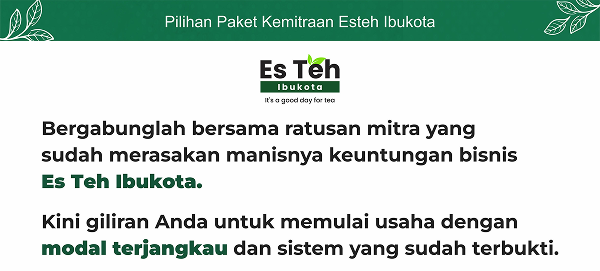 Pilihan Paket Kemitraan Esteh Ibukota
Es Teh
Ibukota
It's a good day for tea
Bergabunglah bersama ratusan mitra yang
sudah merasakan manisnya keuntungan bisnis
Es Teh Ibukota.
Kini giliran Anda untuk memulai usaha dengan
modal terjangkau dan sistem yang sudah terbukti.